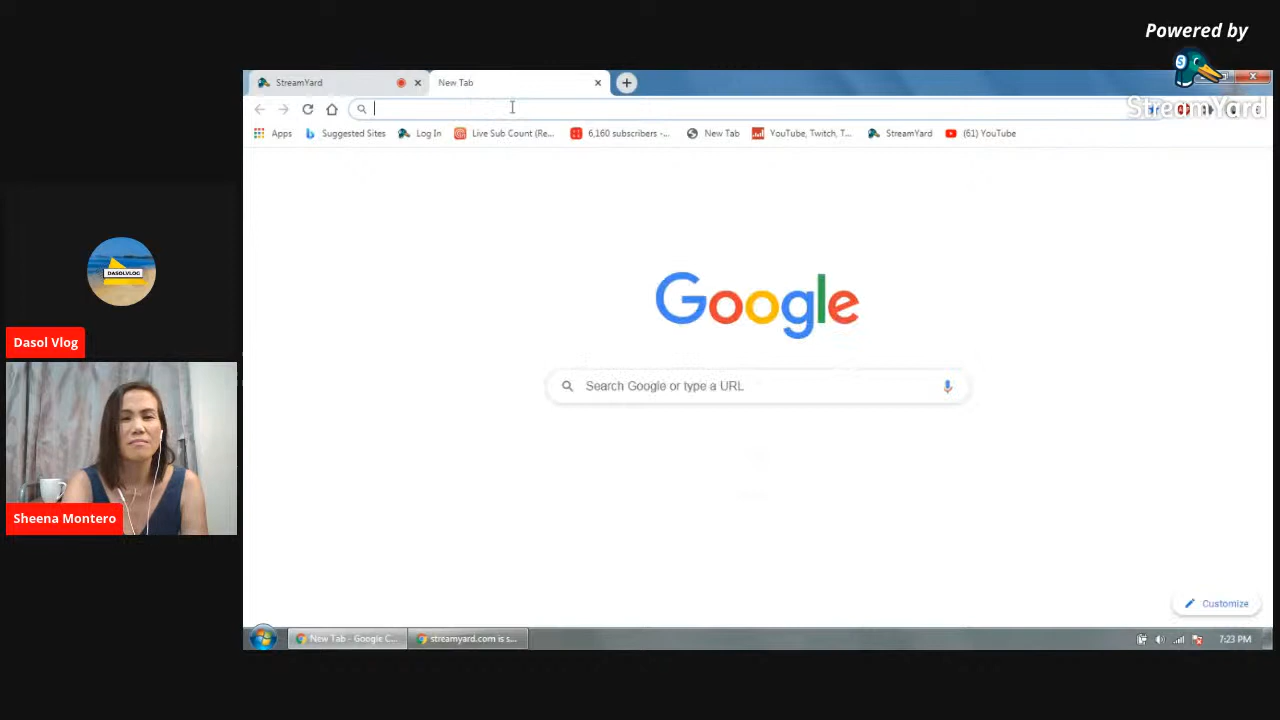 Powered by
StreamYard
StreamYard
New Tab
Apps
Suggested Sites
Log In
Live Sub Count (Re...
6,160 subscribers -...
New Tab
YouTube, Twitch, T...
StreamYard
(61) YouTube
Google
Search Google or type a URL
DASOLVLOG
Dasol Vlog
Sheena Montero
Customize
New Tab - Google C...
streamyard.com is s...
7:23 PM